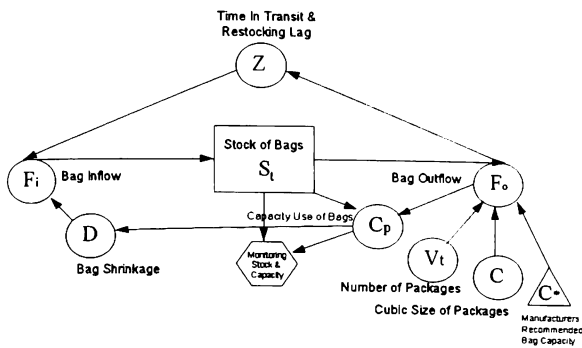 Time In Transit &
Restocking Lag
Z
Stock of Bags
St
Fi
Bag Inflow
Bag Outflow
Fo
Capacity Use of Bags
Cp
D
Bag Shrinkage
Monitoring
Stock &
Capacity
Vt
Number of Packages
C
Cubic Size of Packages
C*
Manufacturers
Recommended
Bag Capacity